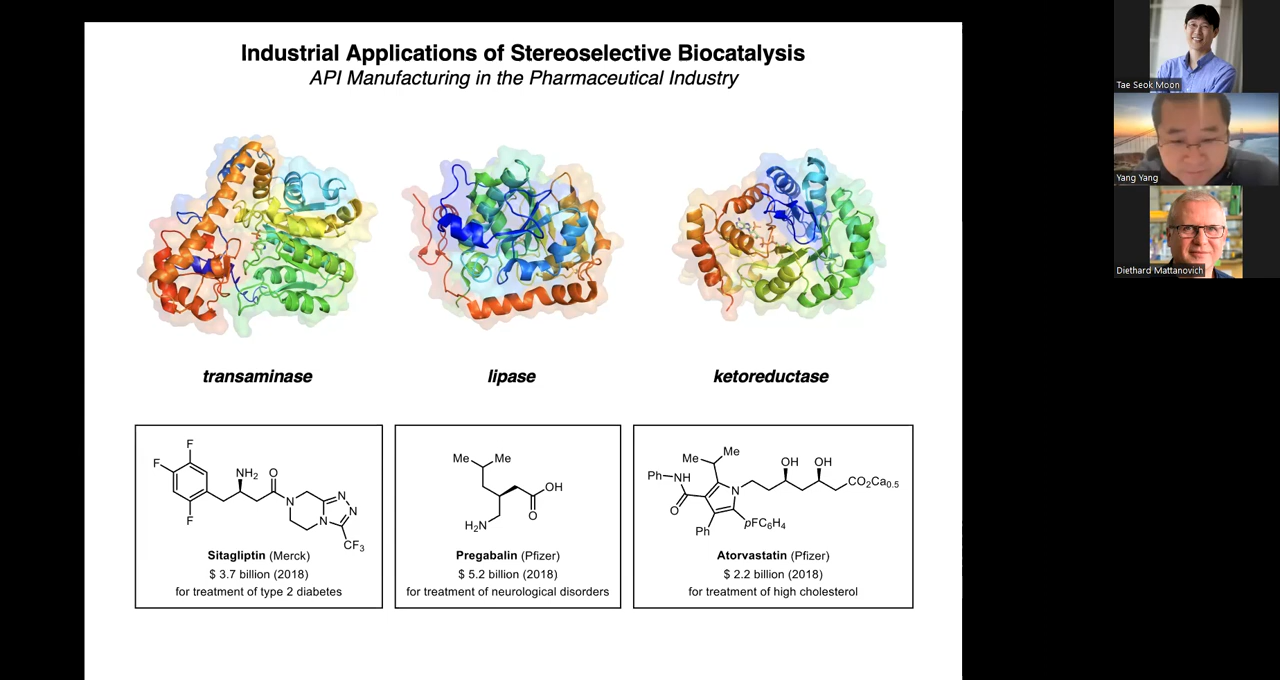 Industrial Applications of Stereoselective Biocatalysis
API Manufacturing in the Pharmaceutical Industry
transaminase
lipase
ketoreductase
F
F
F
NH₂
O
N
N
N
N
CF₃
Sitagliptin (Merck)
$ 3.7 billion (2018)
for treatment of type 2 diabetes
Me
Me
OH
O
H₂N
Pregabalin (Pfizer)
$ 5.2 billion (2018)
for treatment of neurological disorders
Me
Me
Ph
NH
O
N
OH
OH
CO₂Ca₀.₅
Ph
pFC₆H₄
Atorvastatin (Pfizer)
$ 2.2 billion (2018)
for treatment of high cholesterol
Tae Seok Moon
Yang Yang
Diethard Mattanovich